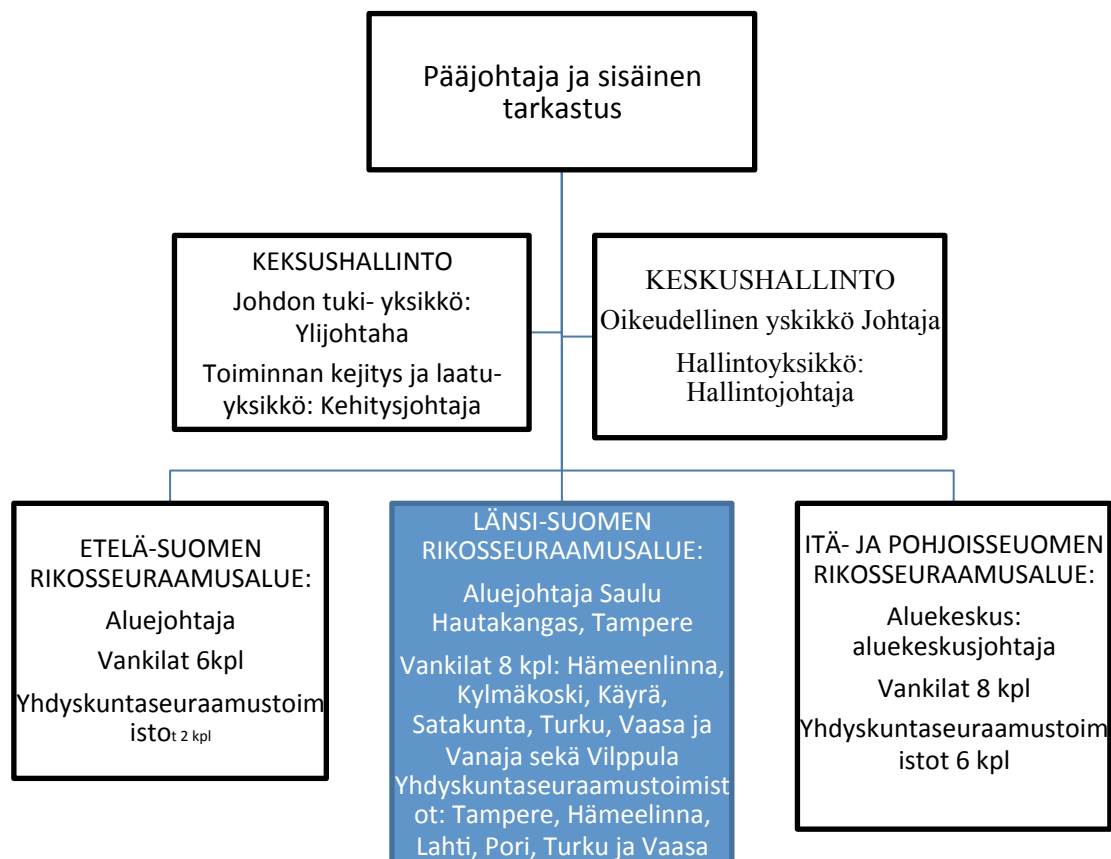 Pääjohtaja ja sisäinen
tarkastus
KEKSUSHALLINTO
Johdon tuki- yksikkö:
Ylijohtaha
Toiminnan kejitys ja laatu-
yksikkö: Kehitysjohtaja
KESKUSHALLINTO
Oikeudellinen yskikkö Johtaja
Hallintoyksikkö:
Hallintojohtaja
ETELÄ-SUOMEN
RIKOSSEURAAMUSALUE:
Aluejohtaja
Vankilat 6kpl
Yhdyskuntaseuraamustoim
istot 2 kpl
LÄNSI-SUOMEN
RIKOSSEURAAMUSALUE:
Aluejohtaja Saulu
Hautakangas, Tampere
Vankilat 8 kpl: Hämeenlinna,
Kylmäkoski, Käyrä,
Satakunta, Turku, Vaasa ja
Vanaja sekä Vilppula
Yhdyskuntaseuraamustoimist
ot: Tampere, Hämeelinna,
Lahti, Pori, Turku ja Vaasa
ITÄ- JA POHJOISSEUOMEN
RIKOSSEURAAMUSALUE:
Aluekeskus:
aluekeskusjohtaja
Vankilat 8 kpl
Yhdyskuntaseuraamustoim
istot 6 kpl